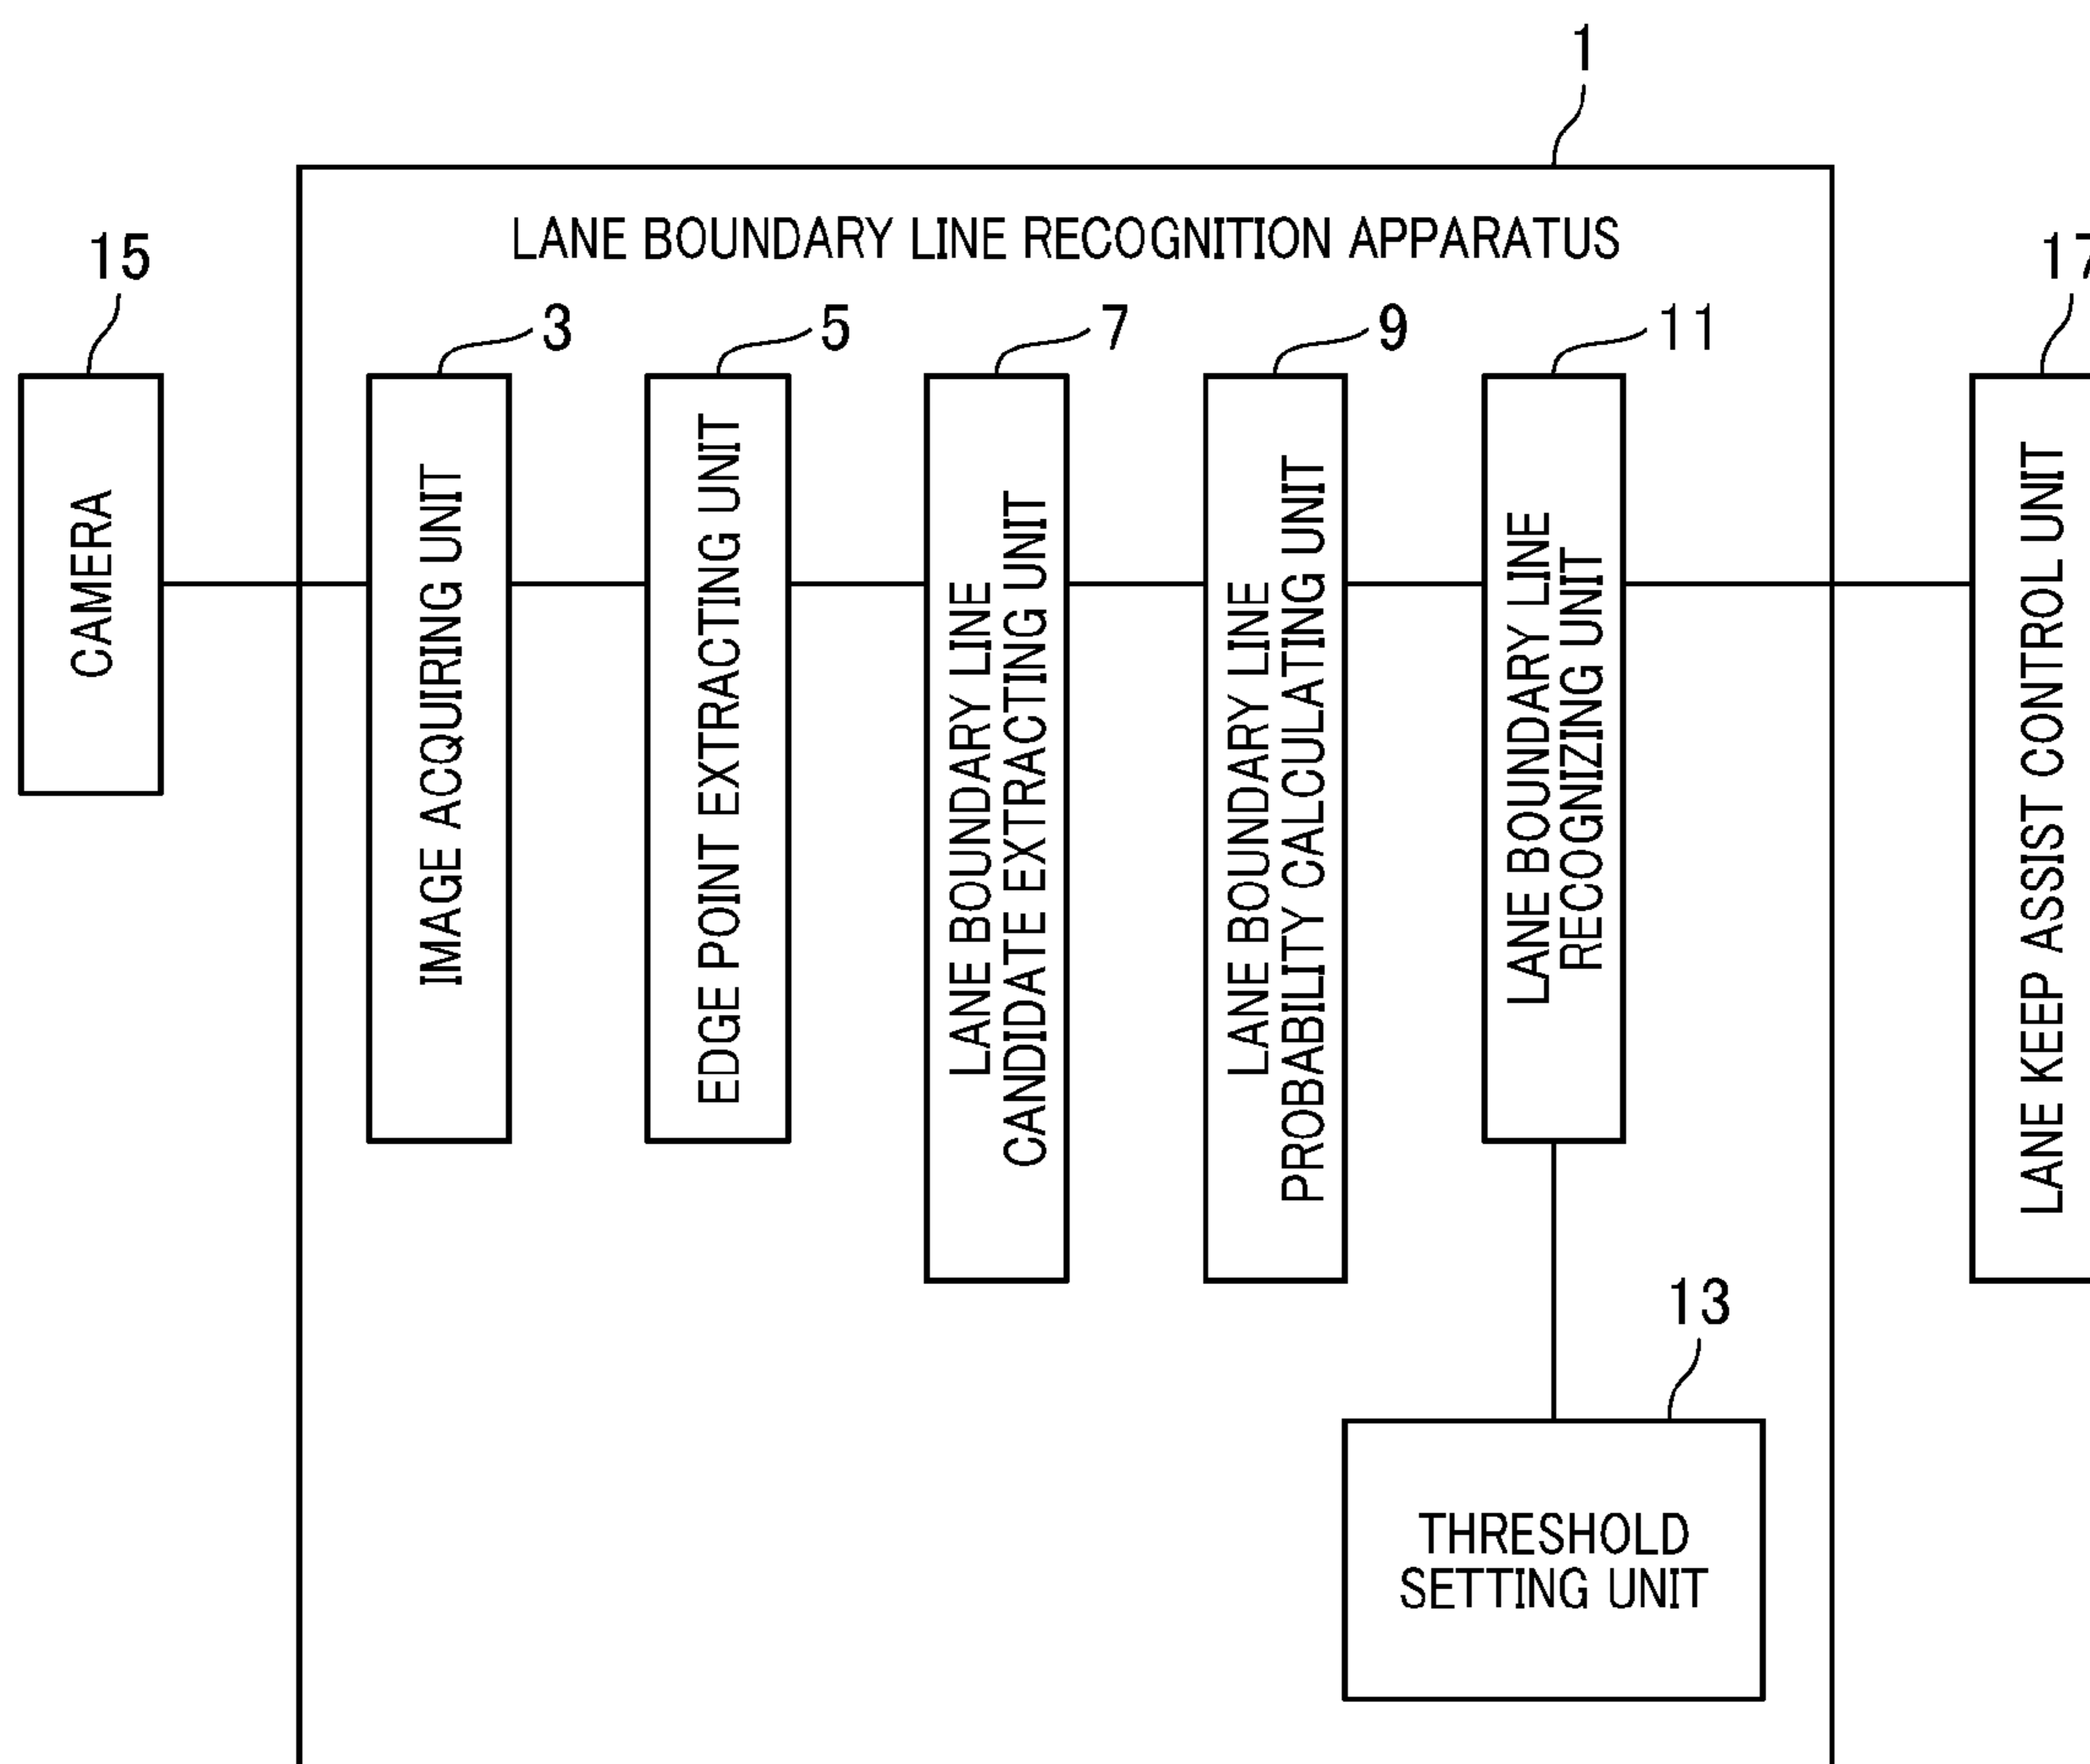 1
LANE BOUNDARY LINE RECOGNITION APPARATUS
15
3
5
7
9
11
17
CAMERA
IMAGE ACQUIRING UNIT
EDGE POINT EXTRACTING UNIT
LANE BOUNDARY LINE
CANDIDATE EXTRACTING UNIT
LANE BOUNDARY LINE
PROBABILITY CALCULATING UNIT
LANE BOUNDARY LINE
RECOGNIZING UNIT
LANE KEEP ASSIST CONTROL UNIT
13
THRESHOLD
SETTING UNIT